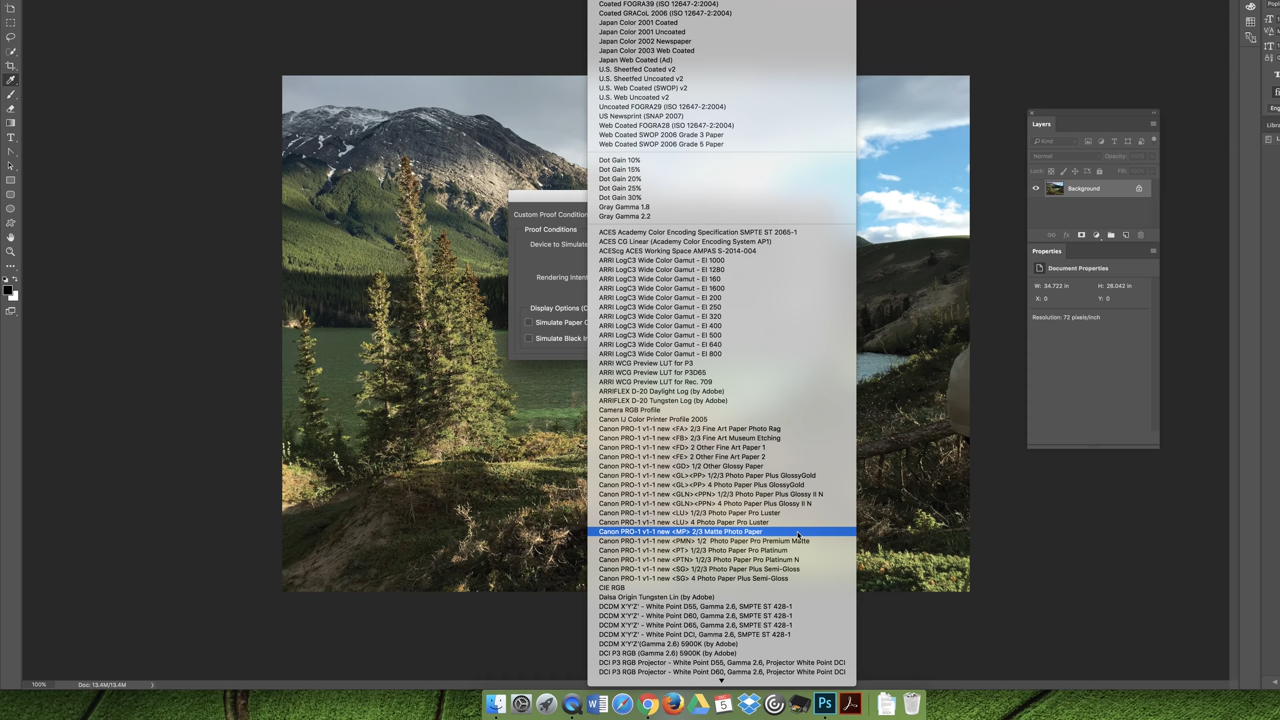 Coated FOGRA39 (ISO 12647-2:2004)
Coated GRACoL 2006 (ISO 12647-2:2004)
Japan Color 2001 Coated
Japan Color 2001 Uncoated
Japan Color 2002 Newspaper
Japan Color 2003 Web Coated
Japan Web Coated (Ad)
U.S. Sheetfed Coated v2
U.S. Sheetfed Uncoated v2
U.S. Web Coated (SWOP) v2
U.S. Web Uncoated v2
Uncoated FOGRA29 (ISO 12647-2:2004)
US Newsprint (SNAP 2007)
Web Coated FOGRA28 (ISO 12647-2:2004)
Web Coated SWOP 2006 Grade 3 Paper
Web Coated SWOP 2006 Grade 5 Paper
Dot Gain 10%
Dot Gain 15%
Dot Gain 20%
Dot Gain 25%
Dot Gain 30%
Gray Gamma 1.8
Gray Gamma 2.2
ACES Academy Color Encoding Specification SMPTE ST 2065-1
ACES CG Linear (Academy Color Encoding System AP1)
ACEScg ACES Working Space AMPAS S-2014-004
ARRI LogC3 Wide Color Gamut - EI 1000
ARRI LogC3 Wide Color Gamut - EI 1280
ARRI LogC3 Wide Color Gamut - EI 160
ARRI LogC3 Wide Color Gamut - EI 1600
ARRI LogC3 Wide Color Gamut - EI 200
ARRI LogC3 Wide Color Gamut - EI 250
ARRI LogC3 Wide Color Gamut - EI 320
ARRI LogC3 Wide Color Gamut - EI 400
ARRI LogC3 Wide Color Gamut - EI 500
ARRI LogC3 Wide Color Gamut - EI 640
ARRI LogC3 Wide Color Gamut - EI 800
ARRI WCG Preview LUT for P3
ARRI WCG Preview LUT for P3D65
ARRI WCG Preview LUT for Rec. 709
ARRIFLEX D-20 Daylight Log (by Adobe)
ARRIFLEX D-20 Tungsten Log (by Adobe)
Camera RGB Profile
Canon IJ Color Printer Profile 2005
Canon PRO-1 v1-1 new <FA> 2/3 Fine Art Paper Photo Rag
Canon PRO-1 v1-1 new <FB> 2/3 Fine Art Museum Etching
Canon PRO-1 v1-1 new <FD> 2 Other Fine Art Paper 1
Canon PRO-1 v1-1 new <FE> 2 Other Fine Art Paper 2
Canon PRO-1 v1-1 new <GD> 1/2 Other Glossy Paper
Canon PRO-1 v1-1 new <GL><PP> 1/2/3 Photo Paper Plus GlossyGold
Canon PRO-1 v1-1 new <GL><PP> 4 Photo Paper Plus GlossyGold
Canon PRO-1 v1-1 new <GLN><PPN> 1/2/3 Photo Paper Plus Glossy II N
Canon PRO-1 v1-1 new <GLN><PPN> 4 Photo Paper Plus Glossy II N
Canon PRO-1 v1-1 new <LU> 1/2/3 Photo Paper Pro Luster
Canon PRO-1 v1-1 new <LU> 4 Photo Paper Pro Luster
Canon PRO-1 v1-1 new <MP> 2/3 Matte Photo Paper
Canon PRO-1 v1-1 new <PMN> 1/2 Photo Paper Pro Premium Matte
Canon PRO-1 v1-1 new <PT> 1/2/3 Photo Paper Pro Platinum
Canon PRO-1 v1-1 new <PTN> 1/2/3 Photo Paper Pro Platinum N
Canon PRO-1 v1-1 new <SG> 1/2/3 Photo Paper Plus Semi-Gloss
Canon PRO-1 v1-1 new <SG> 4 Photo Paper Plus Semi-Gloss
CIE RGB
Dalsa Origin Tungsten Lin (by Adobe)
DCDM X'Y'Z' - White Point D55, Gamma 2.6, SMPTE ST 428-1
DCDM X'Y'Z' - White Point D60, Gamma 2.6, SMPTE ST 428-1
DCDM X'Y'Z' - White Point D65, Gamma 2.6, SMPTE ST 428-1
DCDM X'Y'Z' - White Point DCI, Gamma 2.6, SMPTE ST 428-1
DCDM X'Y'Z'(Gamma 2.6) 5900K (by Adobe)
DCI P3 RGB (Gamma 2.6) 5900K (by Adobe)
DCI P3 RGB Projector - White Point D55, Gamma 2.6, Projector White Point DCI
DCI P3 RGB Projector - White Point D60, Gamma 2.6, Projector White Point DCI
Custom Proof Condition
Proof Conditions
Device to Simulate
Rendering Intent
Display Options (O
Simulate Paper C
Simulate Black In
Layers
Kind
Normal
Opacity:
Lock:
Fill:
Background
Properties
Document Properties
W: 34.722 in
H: 26.042 in
X: 0
Y: 0
Resolution: 72 pixels/inch
100%
Doc: 13.4M/13.4M
5
Ps